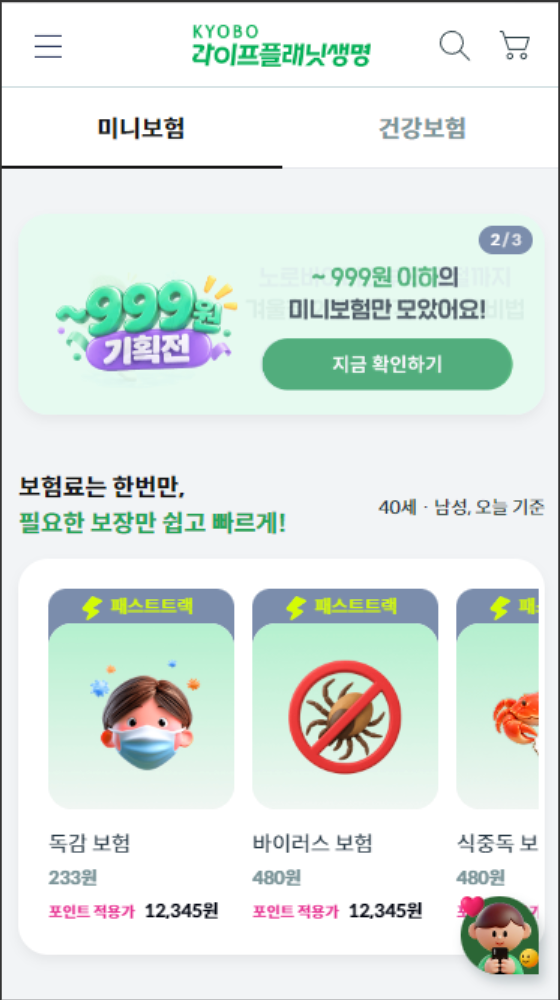 KYOBO
라이프플래닛생명
미니보험
건강보험
2/3
~999원
기획전
~ 999원 이하의
미니보험만 모았어요!
지금 확인하기
보험료는 한번만,
필요한 보장만 쉽고 빠르게!
40세 · 남성, 오늘 기준
패스트트랙
패스트트랙
독감 보험
바이러스 보험
식중독 보
233원
480원
480원
포인트 적용가 12,345원
포인트 적용가 12,345원